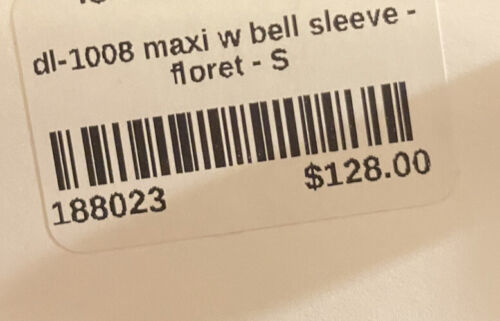 dl-1008 maxi w bell sleeve -
floret - S
188023 $128.00